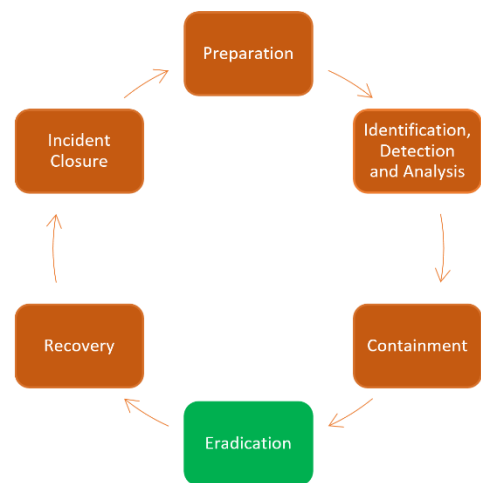 Preparation
Identification,
Detection
and Analysis
Containment
Eradication
Recovery
Incident
Closure